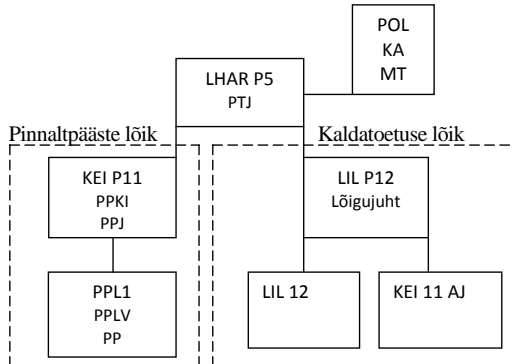 POL
KA
MT
LHAR P5
PTJ
Pinnaltpääste lõik
Kaldatoetuse lõik
KEI P11
PPKI
PPJ
LIL P12
Lõigujuht
PPL1
PPLV
PP
LIL 12
KEI 11 AJ